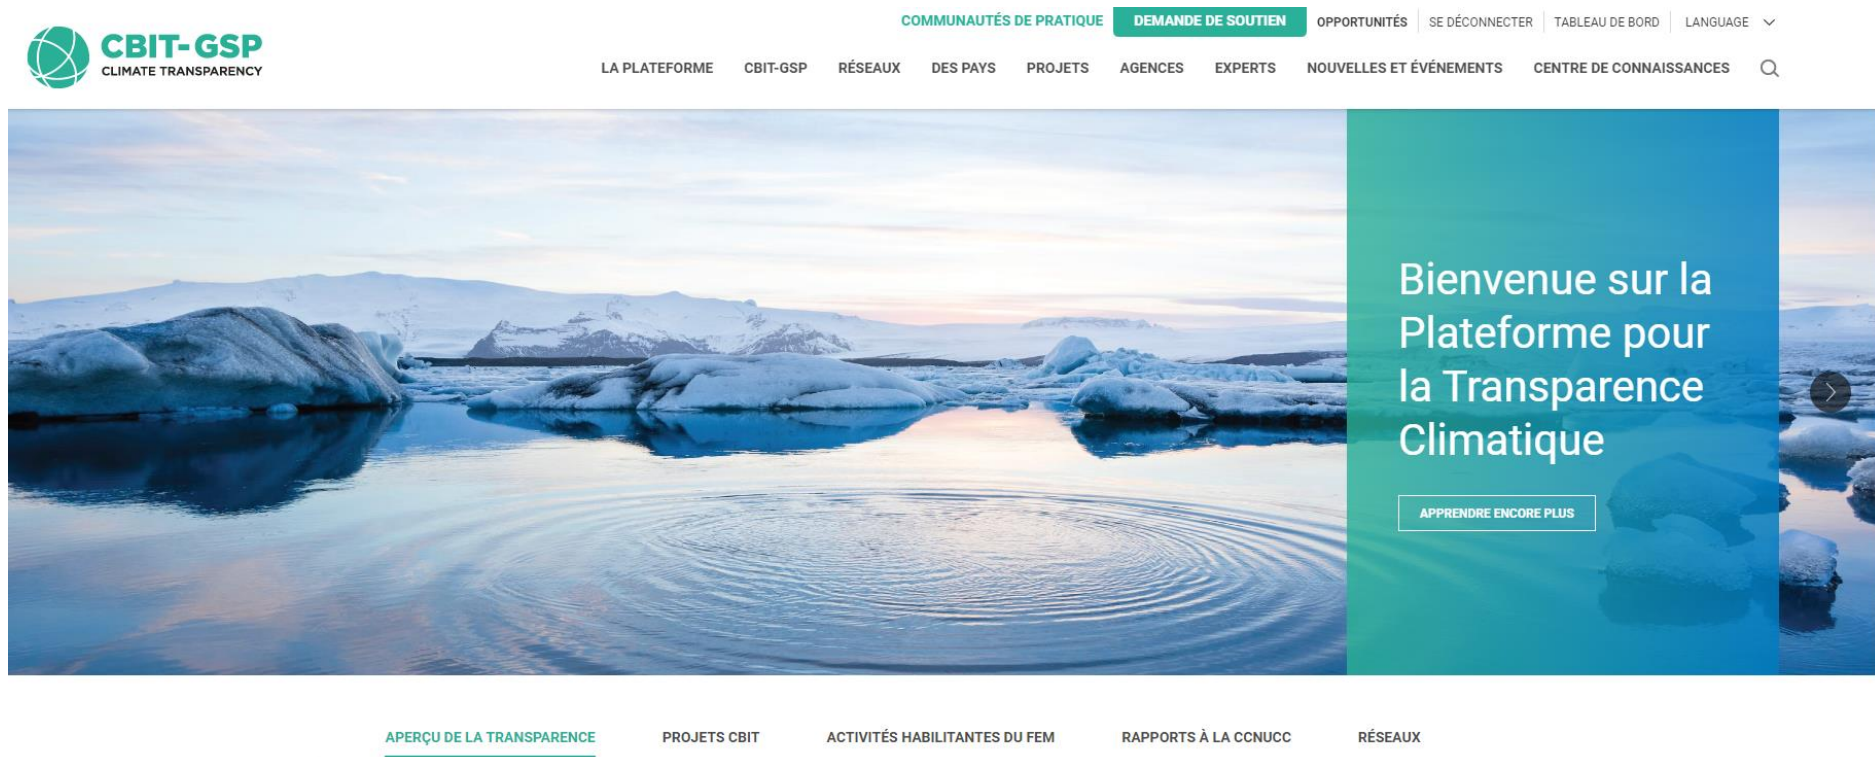 COMMUNAUTÉS DE PRATIQUE DEMANDE DE SOUTIEN OPPORTUNITÉS SE DÉCONNECTER TABLEAU DE BORD LANGUAGE
CBIT-GSP
CLIMATE TRANSPARENCY
LA PLATEFORME CBIT-GSP RÉSEAUX DES PAYS PROJETS AGENCES EXPERTS NOUVELLES ET ÉVÉNEMENTS CENTRE DE CONNAISSANCES
Bienvenue sur la
Plateforme pour
la Transparence
Climatique
APPRENDRE ENCORE PLUS
APERÇU DE LA TRANSPARENCE PROJETS CBIT ACTIVITÉS HABILITANTES DU FEM RAPPORTS À LA CCNUCC RÉSEAUX